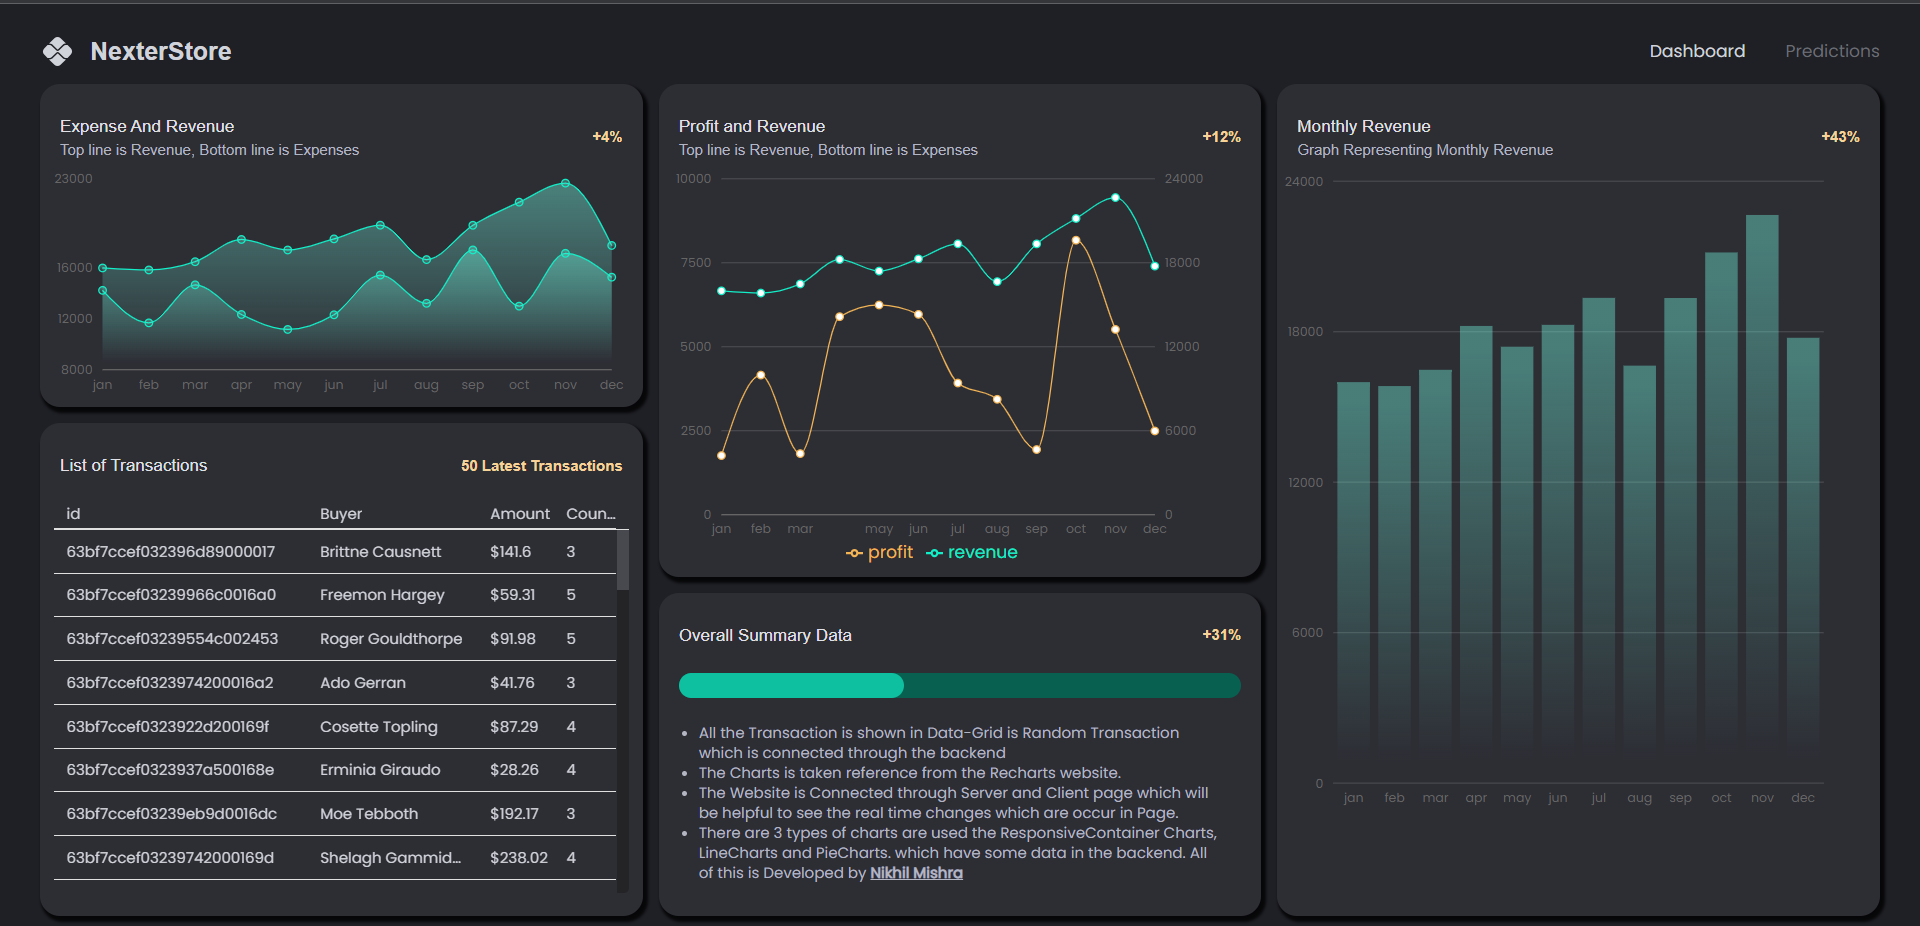 NexterStore
Dashboard Predictions
Expense And Revenue
Top line is Revenue, Bottom line is Expenses
+4%
23000
16000
12000
8000
jan feb mar apr may jun jul aug sep oct nov dec
List of Transactions
50 Latest Transactions
id Buyer Amount Coun...
63bf7ccef032396d89000017 Brittne Causnett $141.6 3
63bf7ccef03239966c0016a0 Freemon Hargey $59.31 5
63bf7ccef03239554c002453 Roger Gouldthorpe $91.98 5
63bf7ccef0323974200016a2 Ado Gerran $41.76 3
63bf7ccef0323922d200169f Cosette Topling $87.29 4
63bf7ccef0323937a500168e Erminia Giraudo $28.26 4
63bf7ccef03239eb9d0016dc Moe Tebboth $192.17 3
63bf7ccef03239742000169d Shelagh Gammid... $238.02 4
Profit and Revenue
Top line is Revenue, Bottom line is Expenses
+12%
10000 24000
7500 18000
5000 12000
2500 6000
0 0
jan feb mar may jun jul aug sep oct nov dec
profit revenue
Overall Summary Data
+31%
• All the Transaction is shown in Data-Grid is Random Transaction
which is connected through the backend
• The Charts is taken reference from the Recharts website.
• The Website is Connected through Server and Client page which will
be helpful to see the real time changes which are occur in Page.
• There are 3 types of charts are used the ResponsiveContainer Charts,
LineCharts and PieCharts. which have some data in the backend. All
of this is Developed by Nikhil Mishra
Monthly Revenue
Graph Representing Monthly Revenue
+43%
24000
18000
12000
6000
0
jan feb mar apr may jun jul aug sep oct nov dec